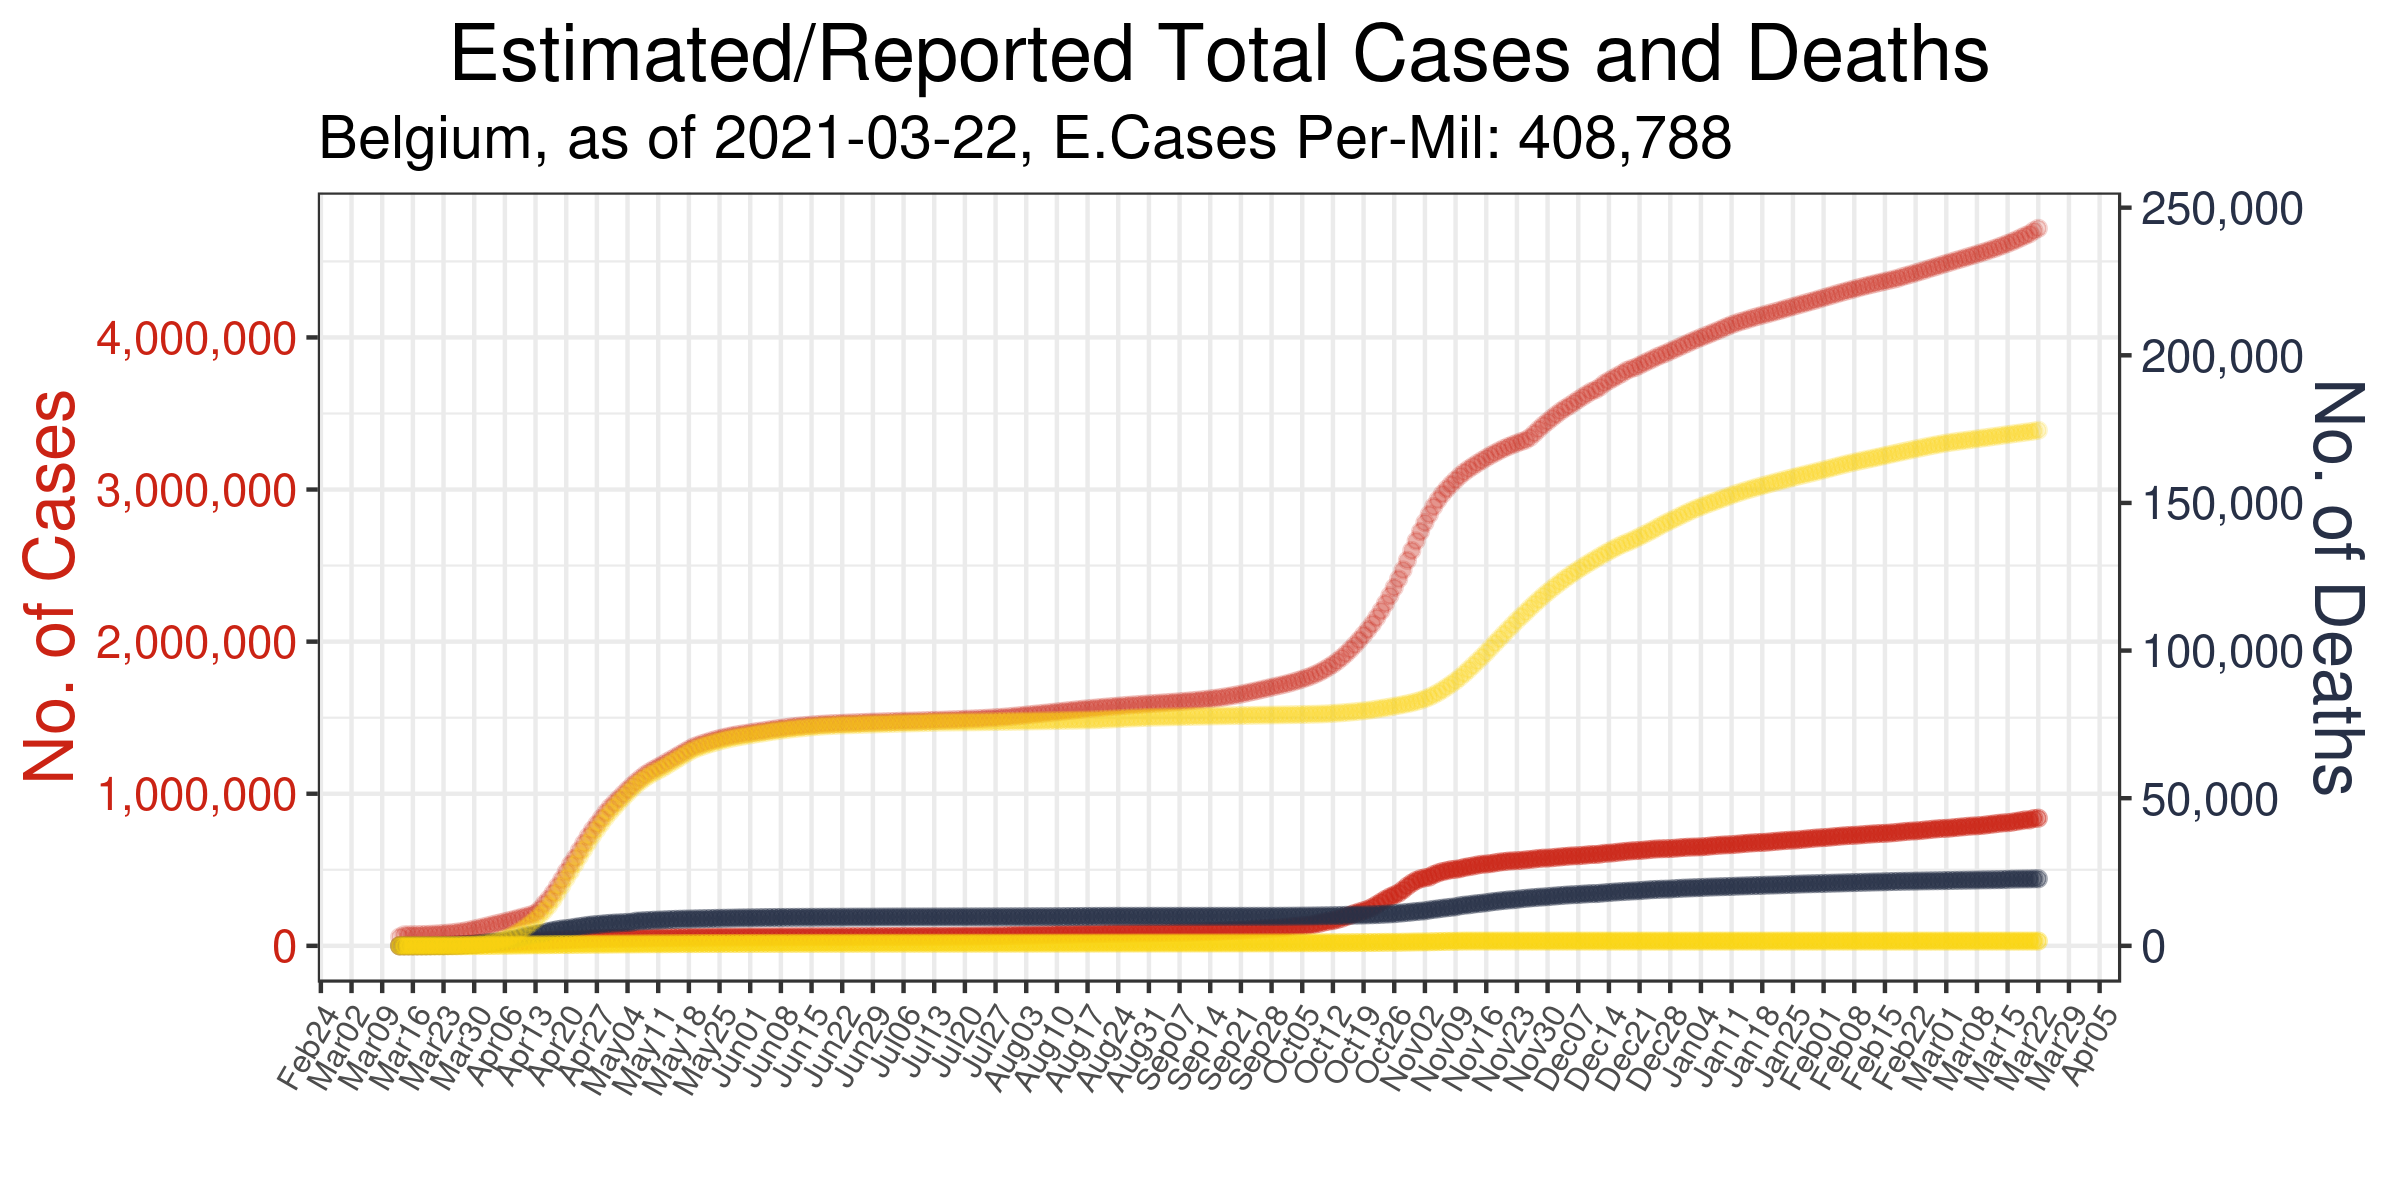 Estimated/Reported Total Cases and Deaths
Belgium, as of 2021-03-22, E.Cases Per-Mil: 408,788
No. of Cases
4,000,000
3,000,000
2,000,000
1,000,000
0
250,000
200,000
150,000
100,000
50,000
0
No. of Deaths
Feb24
Mar02
Mar09
Mar16
Mar23
Mar30
Apr06
Apr13
Apr20
Apr27
May04
May11
May18
May25
Jun01
Jun08
Jun15
Jun22
Jun29
Jul06
Jul13
Jul20
Jul27
Aug03
Aug10
Aug17
Aug24
Aug31
Sep07
Sep14
Sep21
Sep28
Oct05
Oct12
Oct19
Oct26
Nov02
Nov09
Nov16
Nov23
Nov30
Dec07
Dec14
Dec21
Dec28
Jan04
Jan11
Jan18
Jan25
Feb01
Feb08
Feb15
Feb22
Mar01
Mar08
Mar15
Mar22
Mar29
Apr05